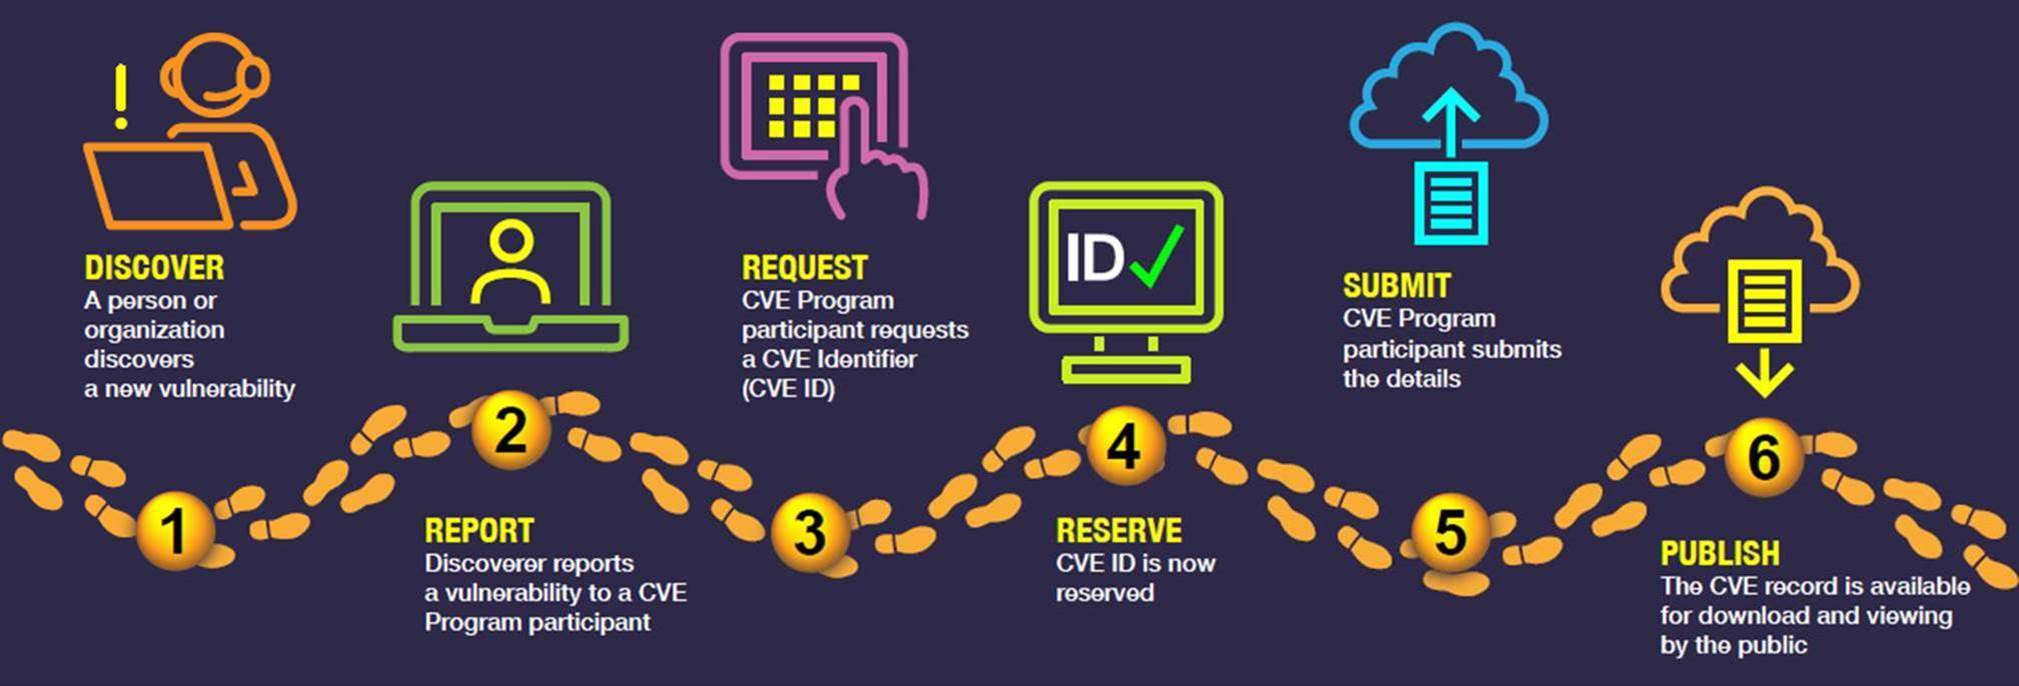 DISCOVER
A person or
organization
discovers
a new vulnerability
1
2
REPORT
Discoverer reports
a vulnerability to a CVE
Program participant
REQUEST
CVE Program
participant requests
a CVE Identifier
(CVE ID)
3
ID
4
RESERVE
CVE ID is now
reserved
SUBMIT
CVE Program
participant submits
the details
5
6
PUBLISH
The CVE record is available
for download and viewing
by the public